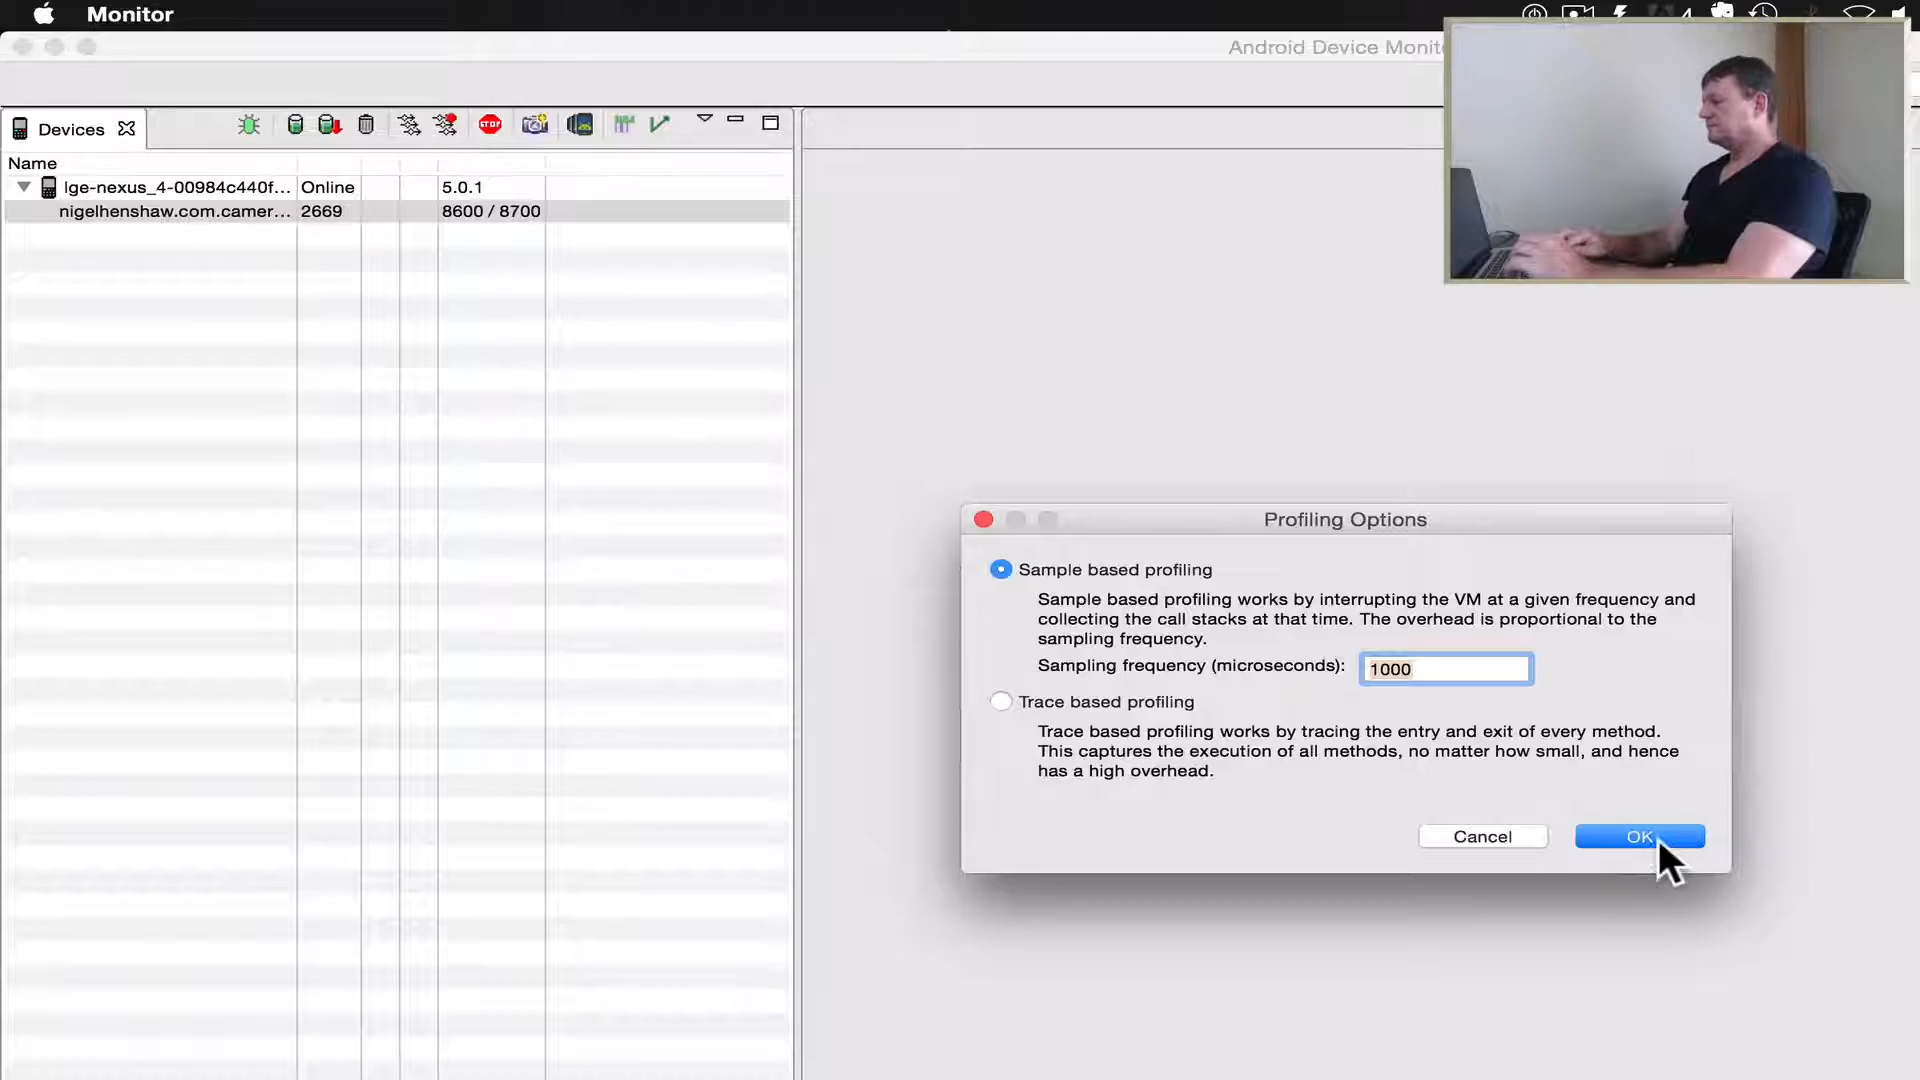 Monitor
Android Device Monit
Devices
STOP
Name
lge-nexus_4-00984c440f... Online 5.0.1
nigelhenshaw.com.camer... 2669 8600 / 8700
Profiling Options
Sample based profiling
Sample based profiling works by interrupting the VM at a given frequency and
collecting the call stacks at that time. The overhead is proportional to the
sampling frequency.
Sampling frequency (microseconds): 1000
Trace based profiling
Trace based profiling works by tracing the entry and exit of every method.
This captures the execution of all methods, no matter how small, and hence
has a high overhead.
Cancel OK